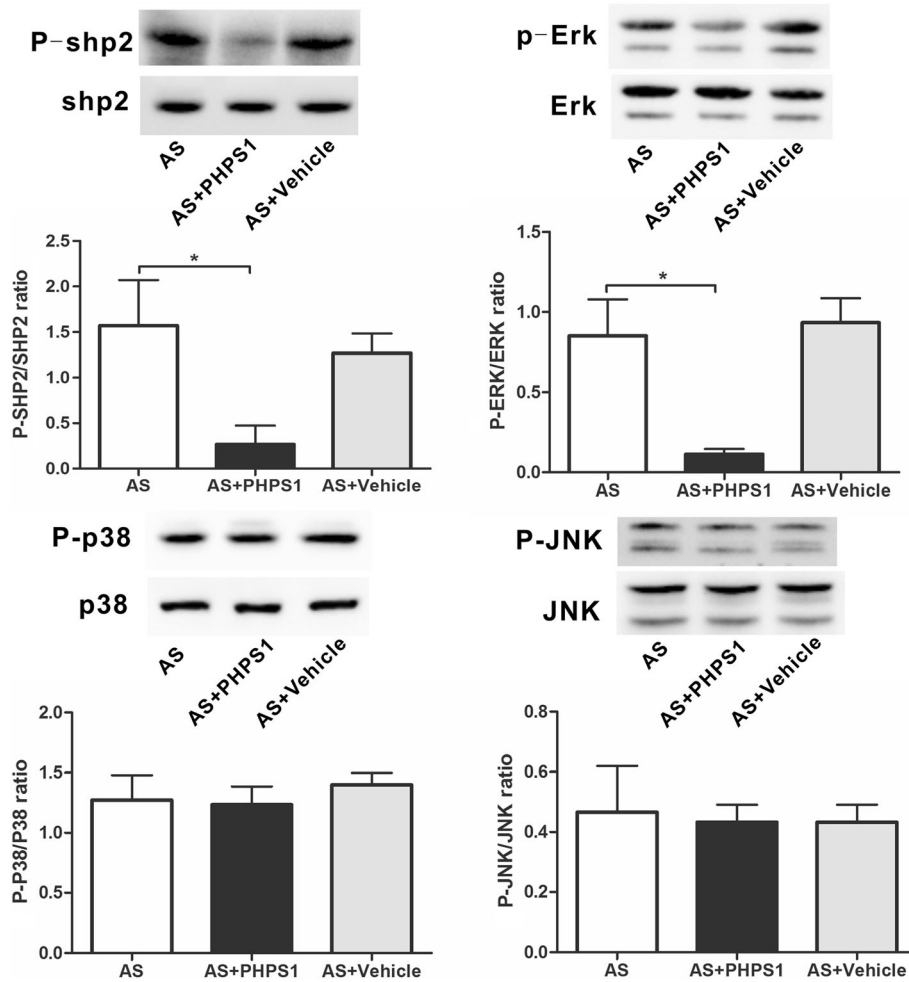 P-shp2
shp2
AS
AS+PHPS1
AS+Vehicle
P-SHP2/SHP2 ratio
2.5
2.0
1.5
1.0
0.5
0.0
*
AS
AS+PHPS1
AS+Vehicle
p-Erk
Erk
AS
AS+PHPS1
AS+Vehicle
P-ERK/ERK ratio
1.5
1.0
0.5
0.0
*
AS
AS+PHPS1
AS+Vehicle
P-p38
p38
AS
AS+PHPS1
AS+Vehicle
P-P38/P38 ratio
2.0
1.5
1.0
0.5
0.0
AS
AS+PHPS1
AS+Vehicle
P-JNK
JNK
AS
AS+PHPS1
AS+Vehicle
P-JNK/JNK ratio
0.8
0.6
0.4
0.2
0.0
AS
AS+PHPS1
AS+Vehicle